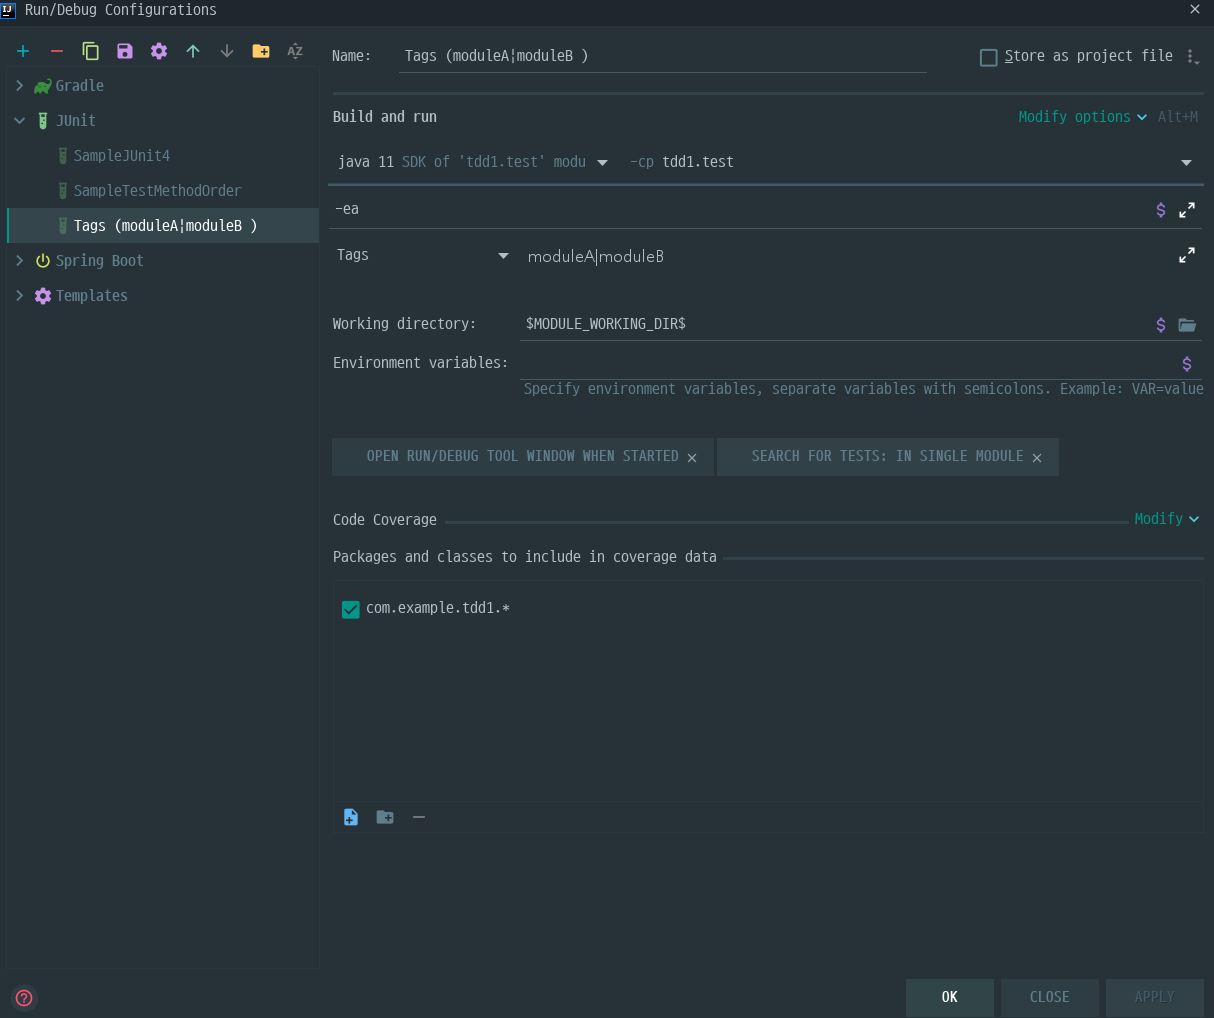 IJ Run/Debug Configurations
Name: Tags (moduleA¦moduleB ) Store as project file
Gradle
JUnit
SampleJUnit4
SampleTestMethodOrder
Tags (moduleA¦moduleB )
Spring Boot
Templates
Build and run Modify options Alt+M
java 11 SDK of 'tdd1.test' modu -cp tdd1.test
-ea
Tags moduleA|moduleB
Working directory: $MODULE_WORKING_DIR$
Environment variables:
Specify environment variables, separate variables with semicolons. Example: VAR=value
OPEN RUN/DEBUG TOOL WINDOW WHEN STARTED SEARCH FOR TESTS: IN SINGLE MODULE
Code Coverage Modify
Packages and classes to include in coverage data
com.example.tdd1.*
OK CLOSE APPLY